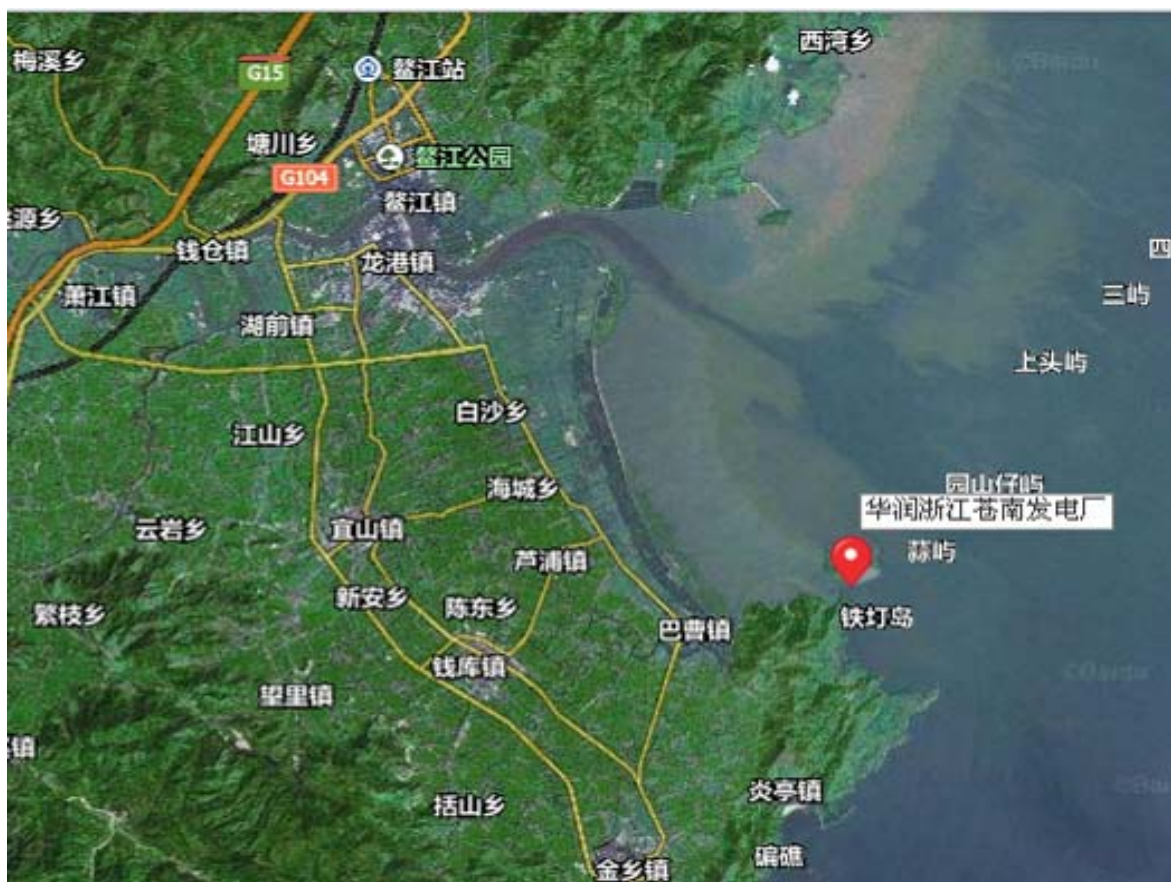 西湾乡
梅溪乡
G15
鳌江站
塘川乡
鳌江公园
G104
鳌江镇
源乡
钱仓镇
龙港镇
四
萧江镇
三屿
湖前镇
上头屿
白沙乡
江山乡
海城乡
园山仔屿
华润浙江苍南发电厂
云岩乡
宜山镇
芦浦镇
蒜屿
新安乡
陈东乡
繁枝乡
铁圢岛
巴曹镇
钱库镇
望里镇
镇
炎亭镇
括山乡
碥礁
金乡镇